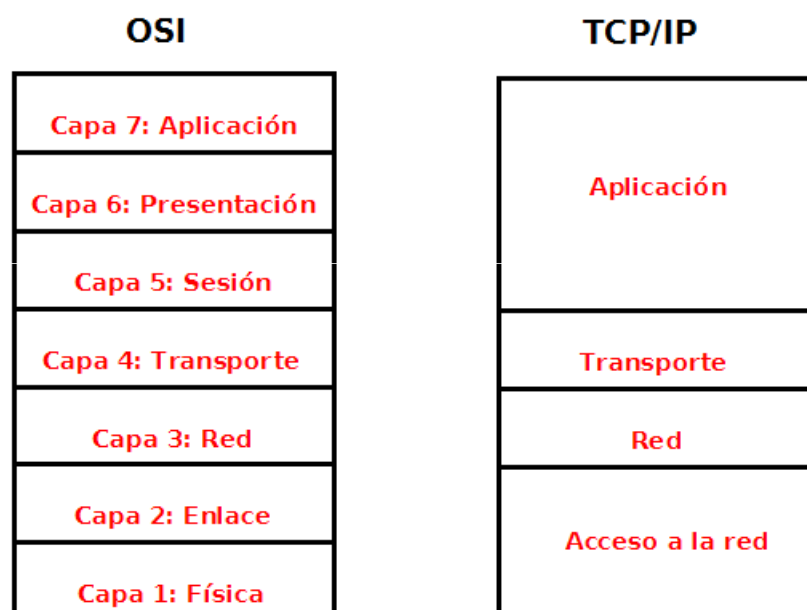 OSI
Capa 7: Aplicación
Capa 6: Presentación
Capa 5: Sesión
Capa 4: Transporte
Capa 3: Red
Capa 2: Enlace
Capa 1: Física
TCP/IP
Aplicación
Transporte
Red
Acceso a la red